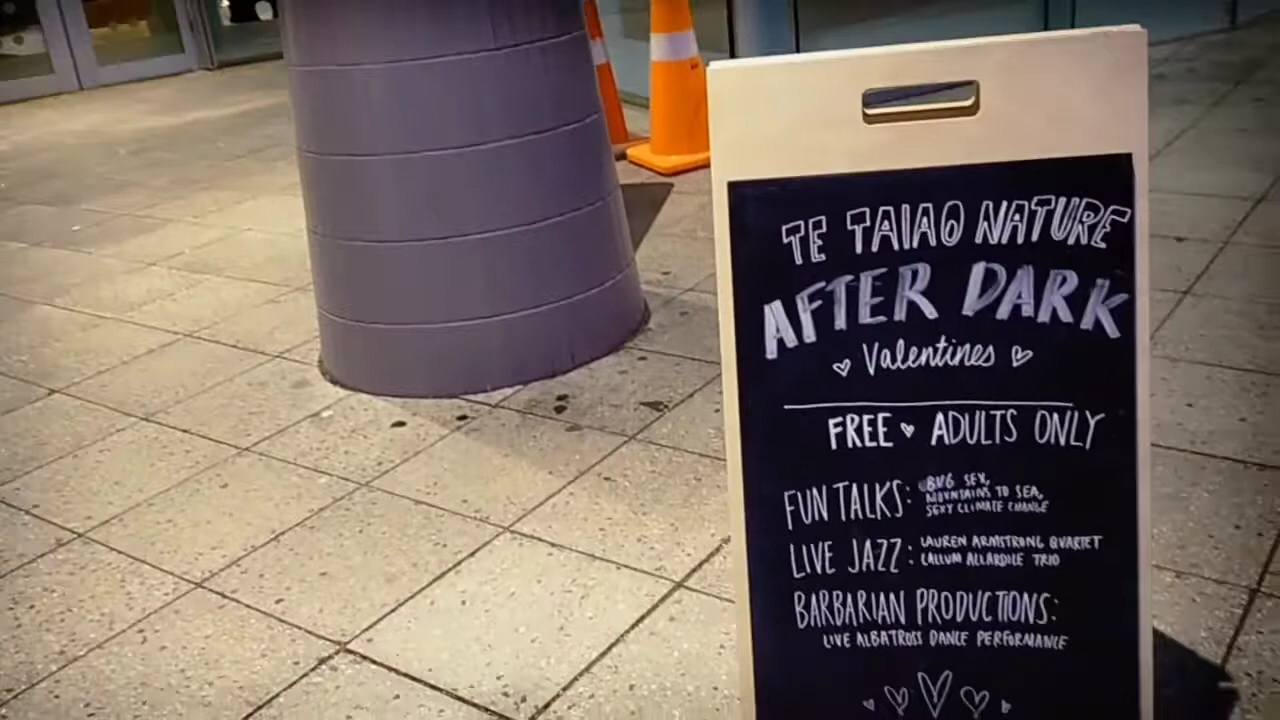 TE TAIAO NATURE
AFTER DARK
Valentines
FREE ADULTS ONLY
FUN TALKS: BUG SEX,
MOUNTAINS TO SEA,
SEXY CLIMATE CHANGE
LIVE JAZZ: LAUREN ARMSTRONG QUARTET
CALLUM ALLARDICE TRIO
BARBARIAN PRODUCTIONS:
LIVE ALBATROSS DANCE PERFORMANCE